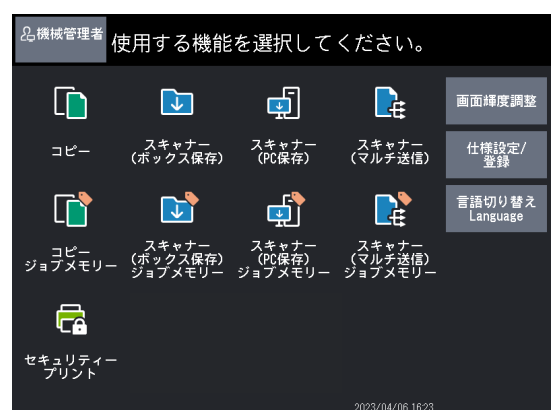 機械管理者
使用する機能を選択してください。
コピー
スキャナー
(ボックス保存)
スキャナー
(PC保存)
スキャナー
(マルチ送信)
画面輝度調整
仕様設定/
登録
言語切り替え
Language
コピー
ジョブメモリー
スキャナー
(ボックス保存)
ジョブメモリー
スキャナー
(PC保存)
ジョブメモリー
スキャナー
(マルチ送信)
ジョブメモリー
セキュリティー
プリント
2023/04/06 16:23